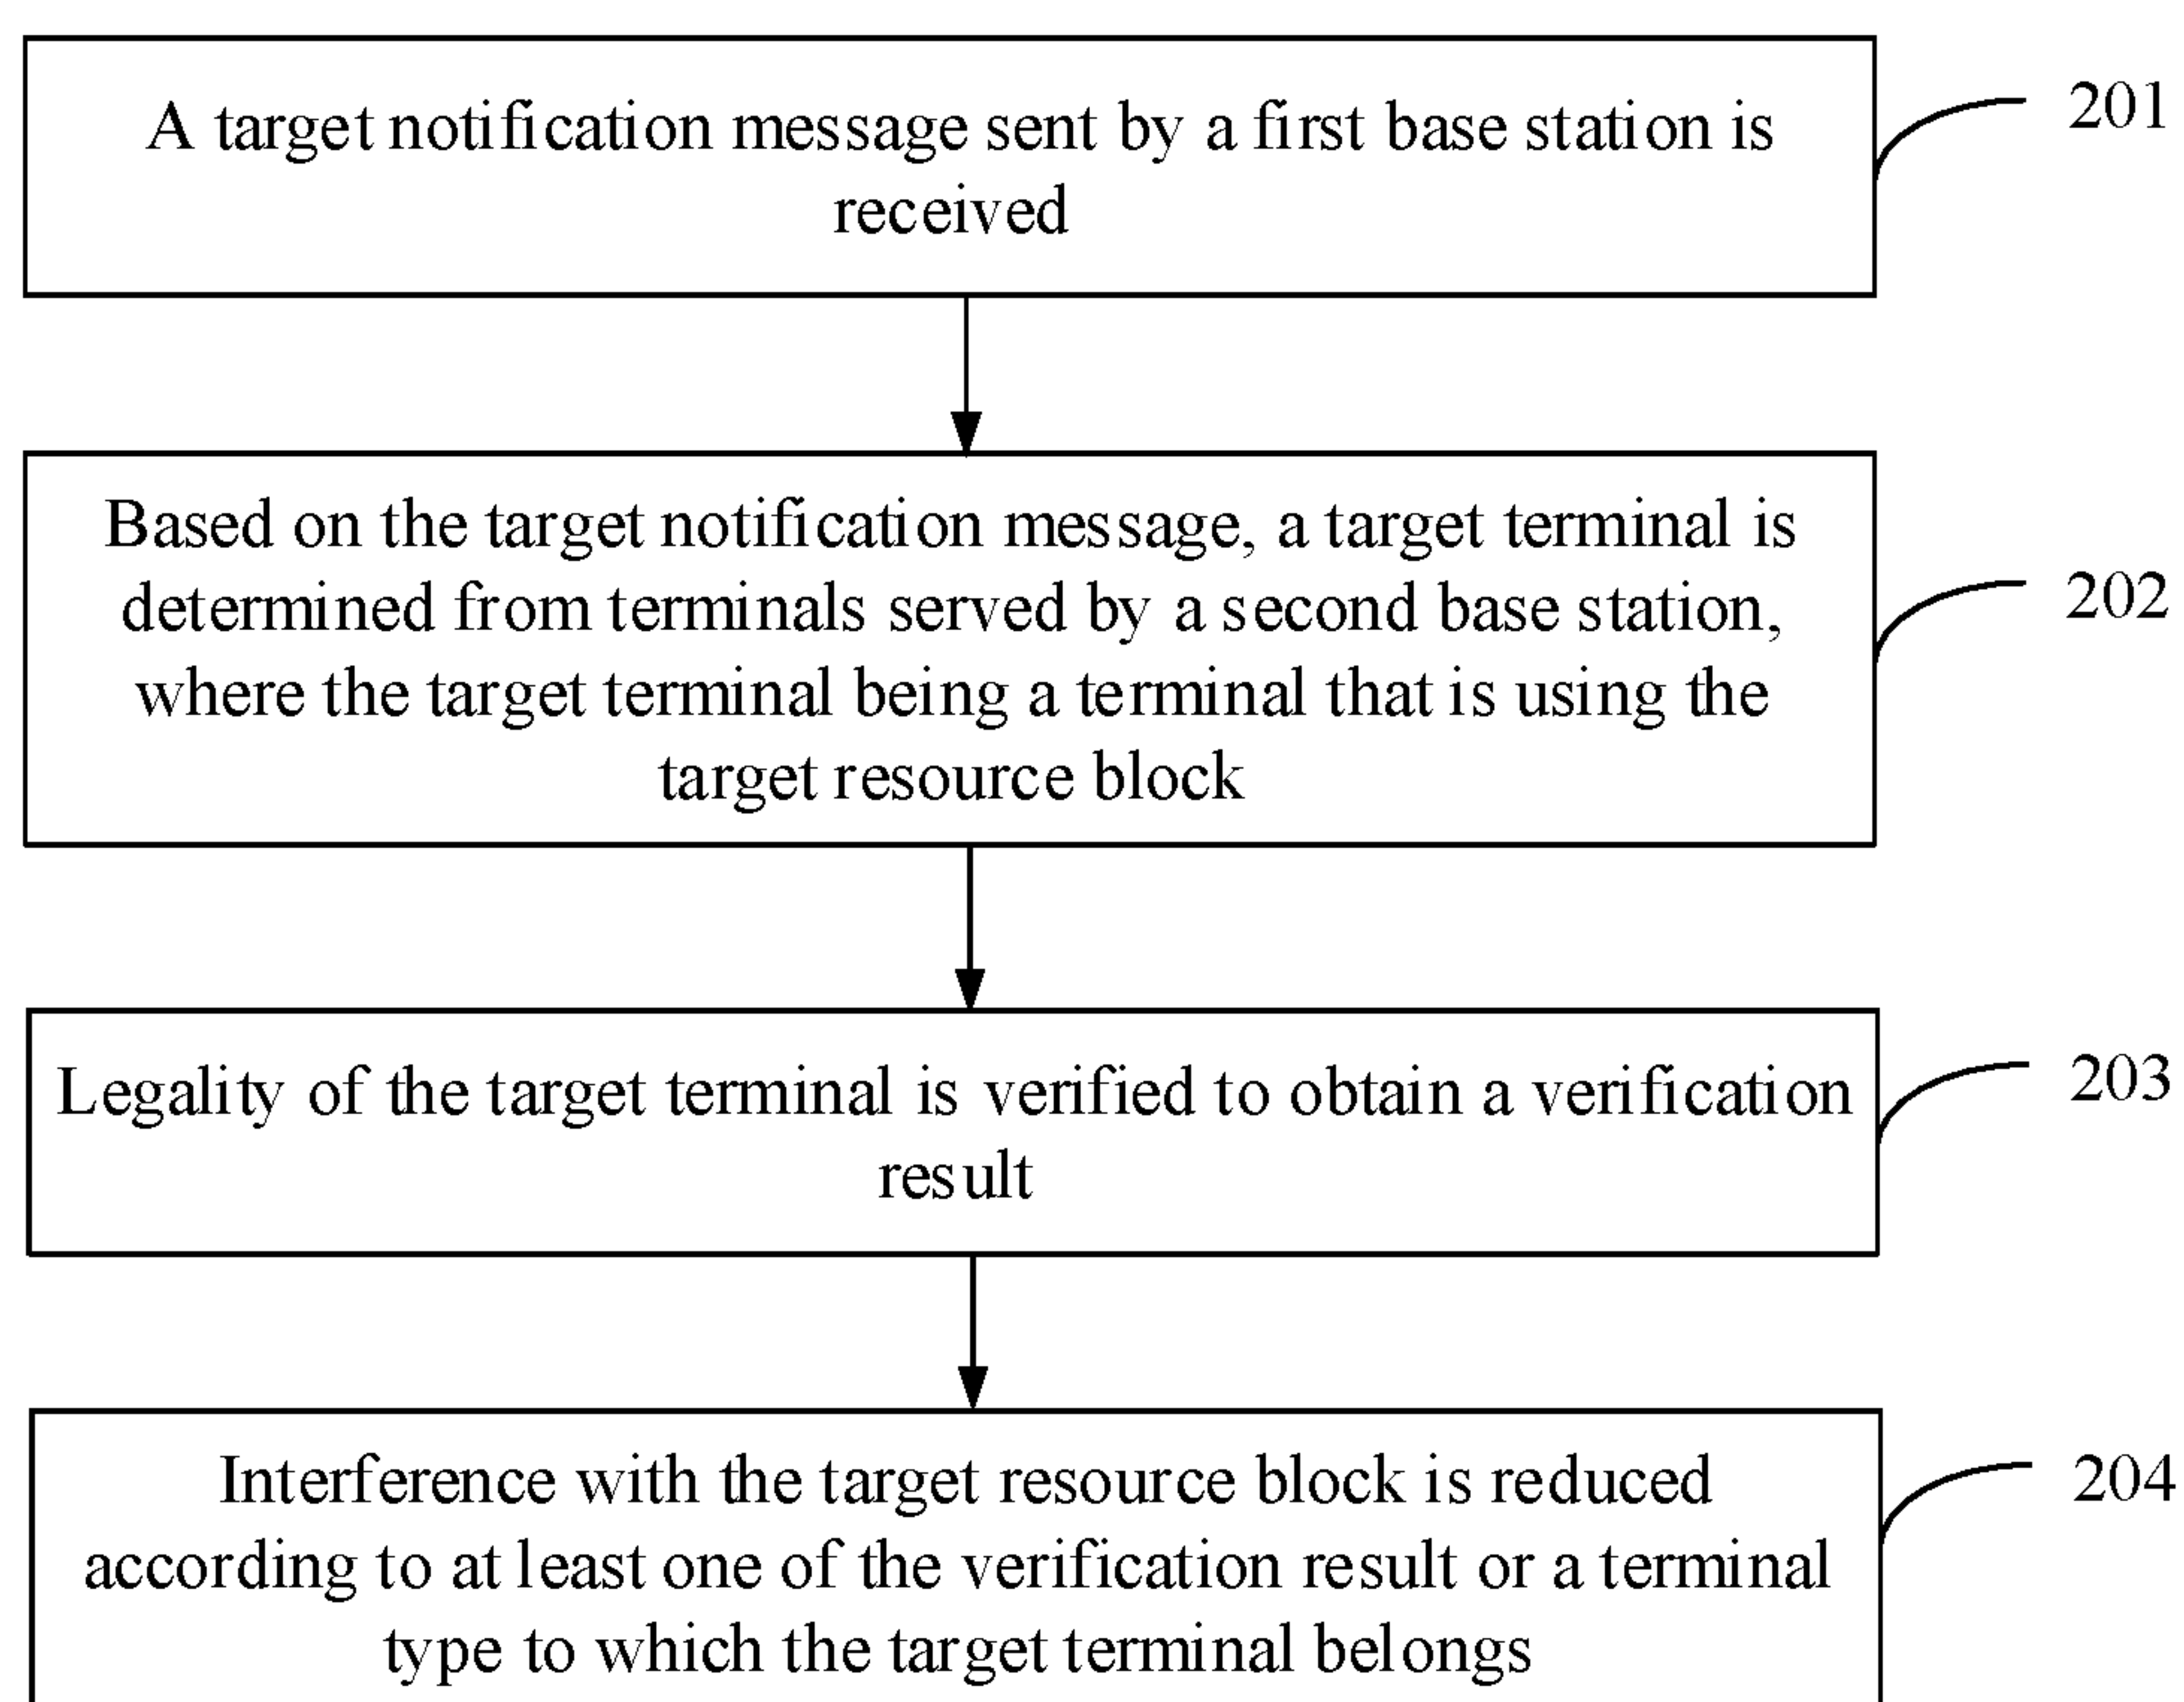 A target notification message sent by a first base station is
received
201
Based on the target notification message, a target terminal is
determined from terminals served by a second base station,
where the target terminal being a terminal that is using the
target resource block
202
Legality of the target terminal is verified to obtain a verification
result
203
Interference with the target resource block is reduced
according to at least one of the verification result or a terminal
type to which the target terminal belongs
204